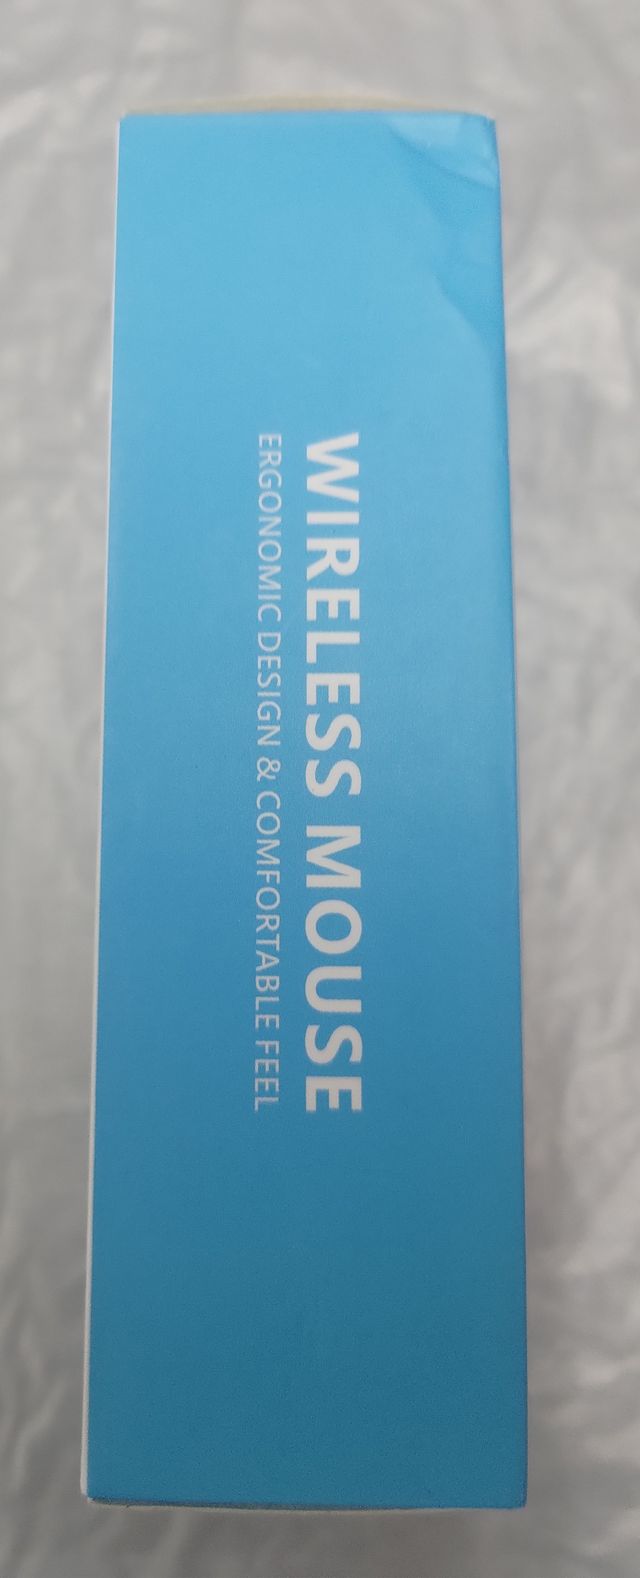 WIRELESS MOUSE
ERGONOMIC DESIGN & COMFORTABLE FEEL